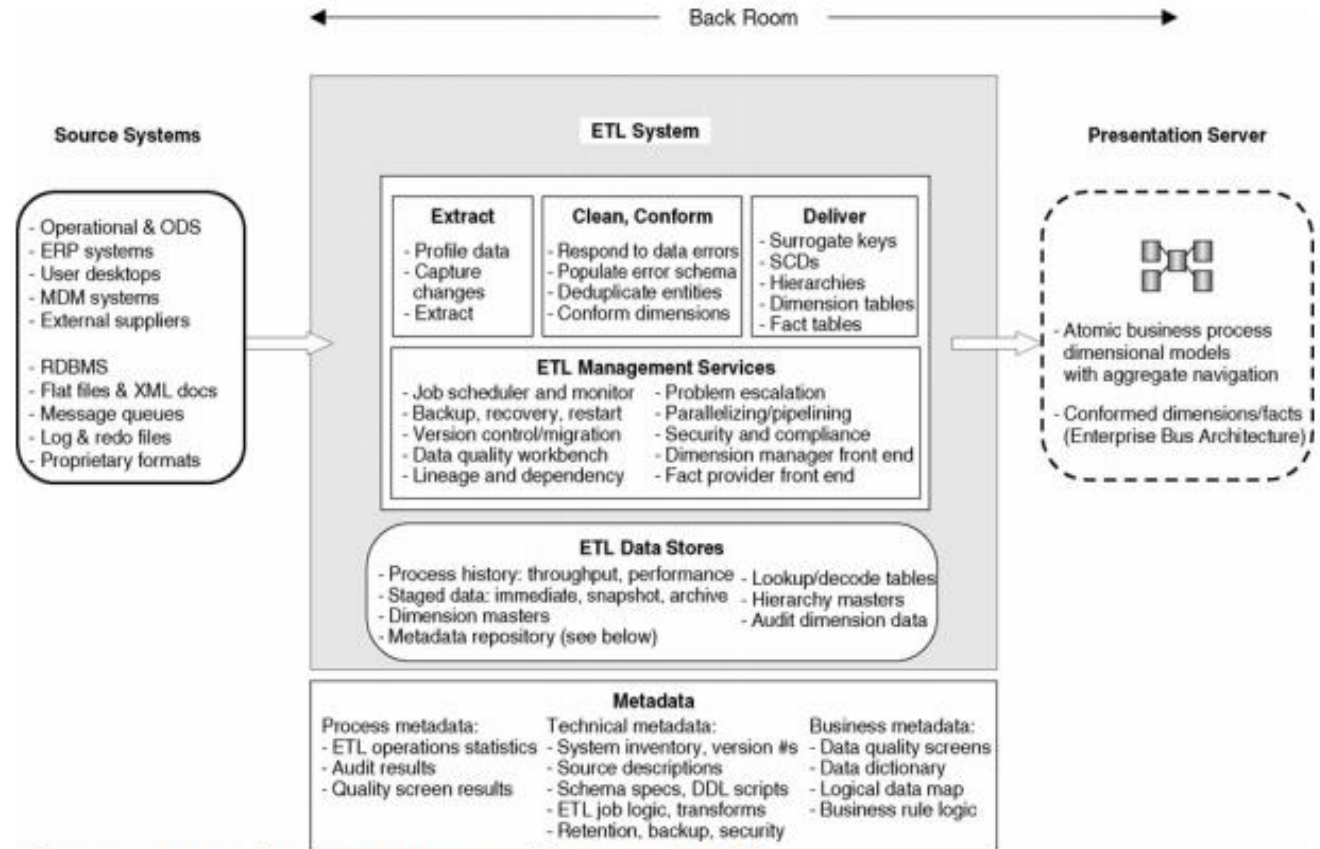 Back Room
Source Systems
- Operational & ODS
- ERP systems
- User desktops
- MDM systems
- External suppliers
- RDBMS
- Flat files & XML docs
- Message queues
- Log & redo files
- Proprietary formats
ETL System
Extract
- Profile data
- Capture
changes
- Extract
Clean, Conform
- Respond to data errors
- Populate error schema
- Deduplicate entities
- Conform dimensions
Deliver
- Surrogate keys
- SCDs
- Hierarchies
- Dimension tables
- Fact tables
ETL Management Services
- Job scheduler and monitor
- Backup, recovery, restart
- Version control/migration
- Data quality workbench
- Lineage and dependency
- Problem escalation
- Parallelizing/pipelining
- Security and compliance
- Dimension manager front end
- Fact provider front end
ETL Data Stores
- Process history: throughput, performance
- Staged data: immediate, snapshot, archive
- Dimension masters
- Metadata repository (see below)
- Lookup/decode tables
- Hierarchy masters
- Audit dimension data
Metadata
Process metadata:
- ETL operations statistics
- Audit results
- Quality screen results
Technical metadata:
- System inventory, version #s
- Source descriptions
- Schema specs, DDL scripts
- ETL job logic, transforms
- Retention, backup, security
Business metadata:
- Data quality screens
- Data dictionary
- Logical data map
- Business rule logic
Presentation Server
- Atomic business process
dimensional models
with aggregate navigation
- Conformed dimensions/facts
(Enterprise Bus Architecture)